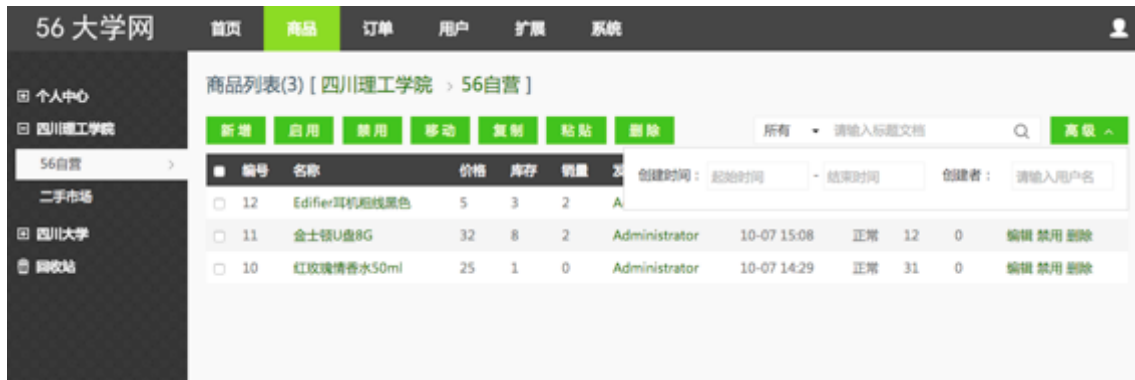 56 大学网 首页 商品 订单 用户 扩展 系统
个人中心
四川理工学院
56自营
二手市场
四川大学
回收站
商品列表(3) [ 四川理工学院 > 56自营 ]
新增 启用 禁用 移动 复制 粘贴 删除 所有 请输入标题文档 高级
编号 名称 价格 库存 销量
创建时间: 起始时间 - 结束时间 创建者: 请输入用户名
12 Edifier耳机粗线黑色 5 3 2 A
11 金士顿U盘8G 32 8 2 Administrator 10-07 15:08 正常 12 0 编辑 禁用 删除
10 红玫瑰情香水50ml 25 1 0 Administrator 10-07 14:29 正常 31 0 编辑 禁用 删除